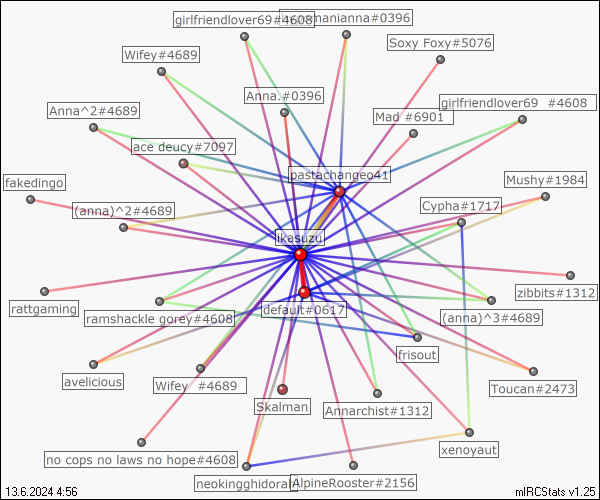 girlfriendlover69#4608
manianna#0396
Soxy Foxy#5076
Wifey#4689
Anna.#0396
girlfriendlover69 #4608
Anna^2#4689
Mad #6901
ace deucy#7097
pastachangeo41
fakedingo
Mushy#1984
(anna)^2#4689
Cypha#1717
ikasuzu
rattgaming
zibbits#1312
default#0617
ramshackle gorey#4608
(anna)^3#4689
frisout
avelicious
Wifey #4689
Toucan#2473
Skalman
Annarchist#1312
xenoyaut
no cops no laws no hope#4608
neokingghidorah
AlpineRooster#2156
13.6.2024 4:56
mIRCStats v1.25